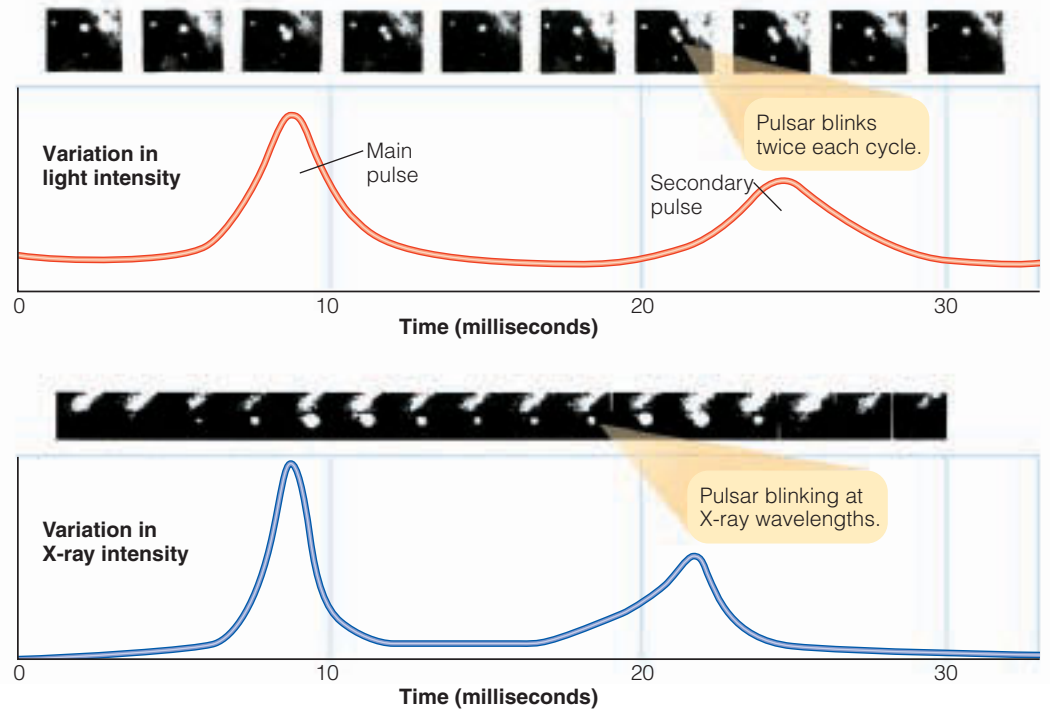 Pulsar blinks
twice each cycle.
Variation in
light intensity
Main
pulse
Secondary
pulse
0 10 20 30
Time (milliseconds)
Pulsar blinking at
X-ray wavelengths.
Variation in
X-ray intensity
0 10 20 30
Time (milliseconds)